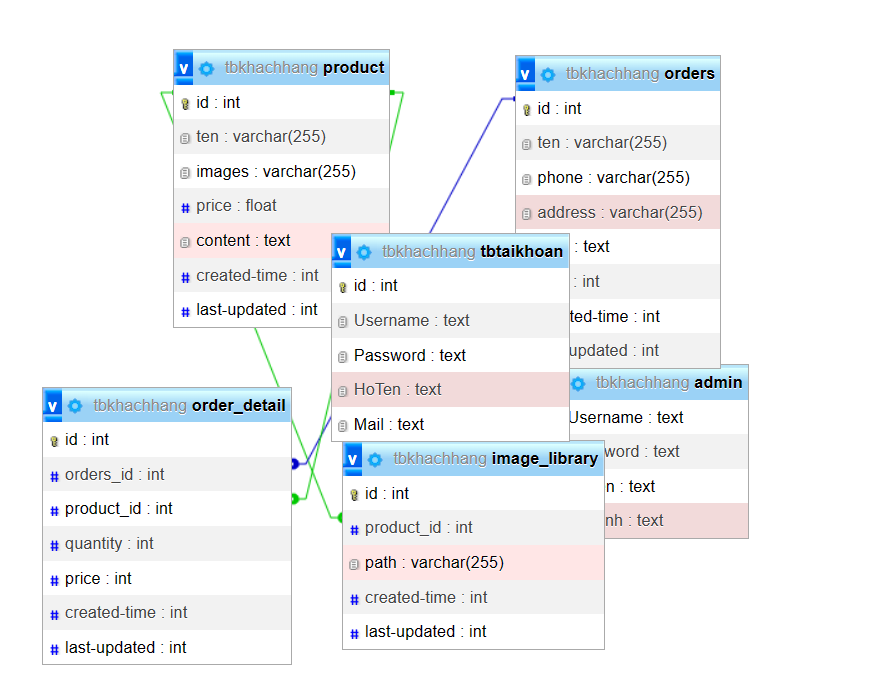 v tbkhachhang product
id : int
ten : varchar(255)
images : varchar(255)
# price : float
content : text
# created-time : int
# last-updated : int
v tbkhachhang orders
id : int
ten : varchar(255)
phone : varchar(255)
address : varchar(255)
: text
: int
ted-time : int
updated : int
v tbkhachhang tbtaikhoan
id : int
Username : text
Password : text
HoTen : text
Mail : text
tbkhachhang admin
Username : text
word : text
n : text
nh : text
v tbkhachhang order_detail
id : int
# orders_id : int
# product_id : int
# quantity : int
# price : int
# created-time : int
# last-updated : int
v tbkhachhang image_library
id : int
# product_id : int
path : varchar(255)
# created-time : int
# last-updated : int